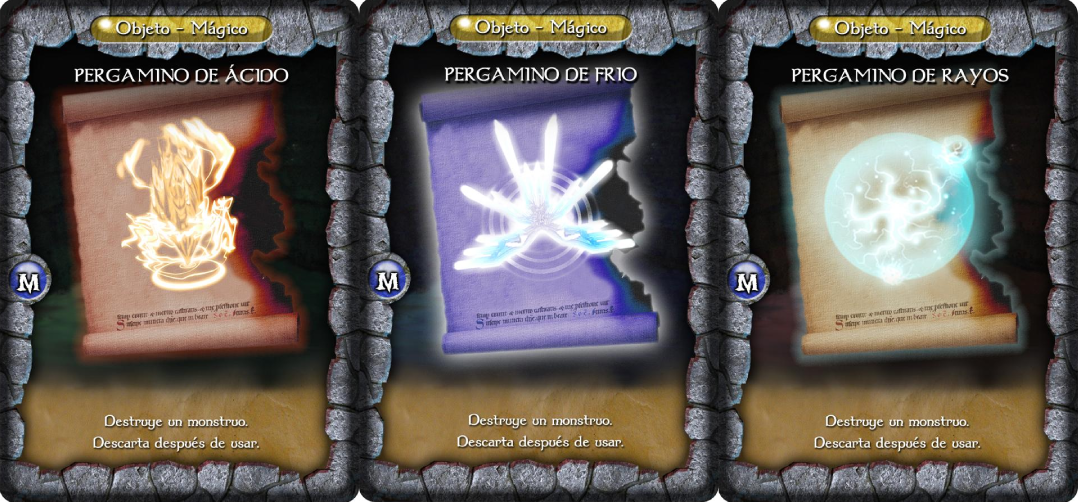 Objeto - Mágico
PERGAMINO DE ÁCIDO
M
Destruye un monstruo.
Descarta después de usar.
Objeto - Mágico
PERGAMINO DE FRIO
M
Destruye un monstruo.
Descarta después de usar.
Objeto - Mágico
PERGAMINO DE RAYOS
M
Destruye un monstruo.
Descarta después de usar.